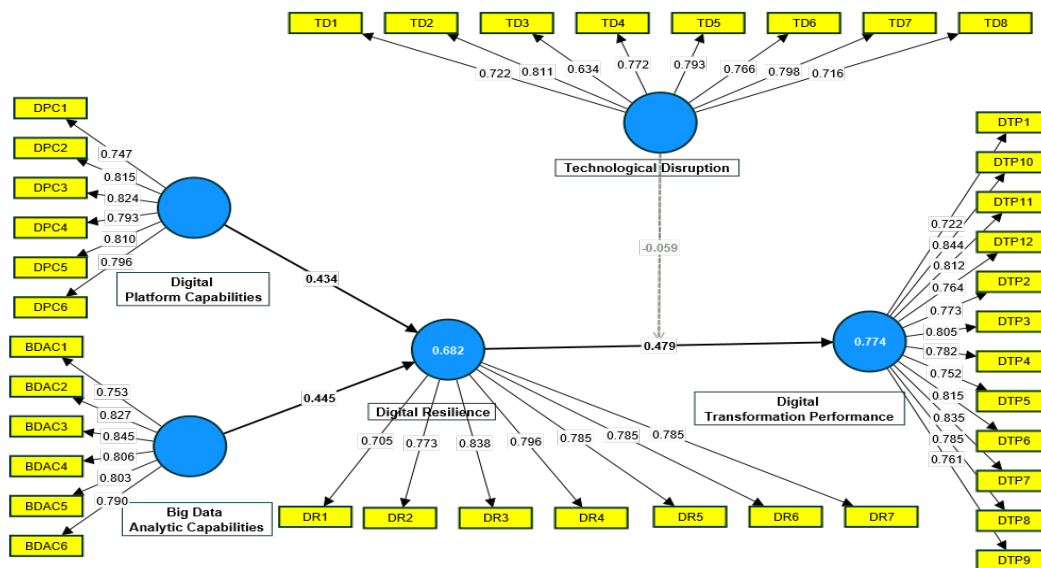 TD1 TD2 TD3 TD4 TD5 TD6 TD7 TD8
0.722 0.811 0.634 0.772 0.793 0.766 0.798 0.716
Technological Disruption
-0.059
DPC1
DPC2
DPC3
DPC4
DPC5
DPC6
0.747
0.815
0.824
0.793
0.810
0.796
Digital
Platform Capabilities
0.434
BDAC1
BDAC2
BDAC3
BDAC4
BDAC5
BDAC6
0.753
0.827
0.845
0.806
0.803
0.790
Big Data
Analytic Capabilities
0.445
0.682
Digital Resilience
0.705 0.773 0.838 0.796 0.785 0.785 0.785
DR1 DR2 DR3 DR4 DR5 DR6 DR7
0.479
0.774
Digital
Transformation Performance
0.722
0.844
0.812
0.764
0.773
0.805
0.782
0.752
0.815
0.835
0.785
0.761
DTP1
DTP10
DTP11
DTP12
DTP2
DTP3
DTP4
DTP5
DTP6
DTP7
DTP8
DTP9